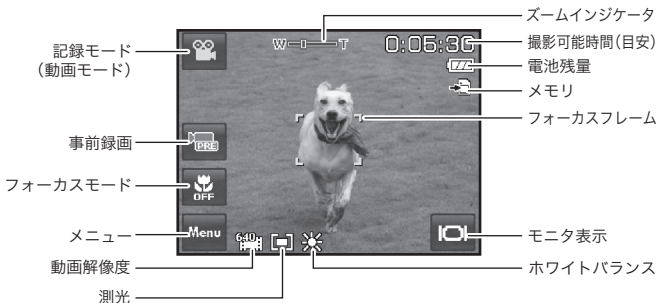 ズームインジケータ
撮影可能時間(目安)
電池残量
メモリ
フォーカスフレーム
モニタ表示
ホワイトバランス
記録モード
(動画モード)
事前録画
フォーカスモード
メニュー
動画解像度
測光
W T
0:05:36
PRE
OFF
Menu
640